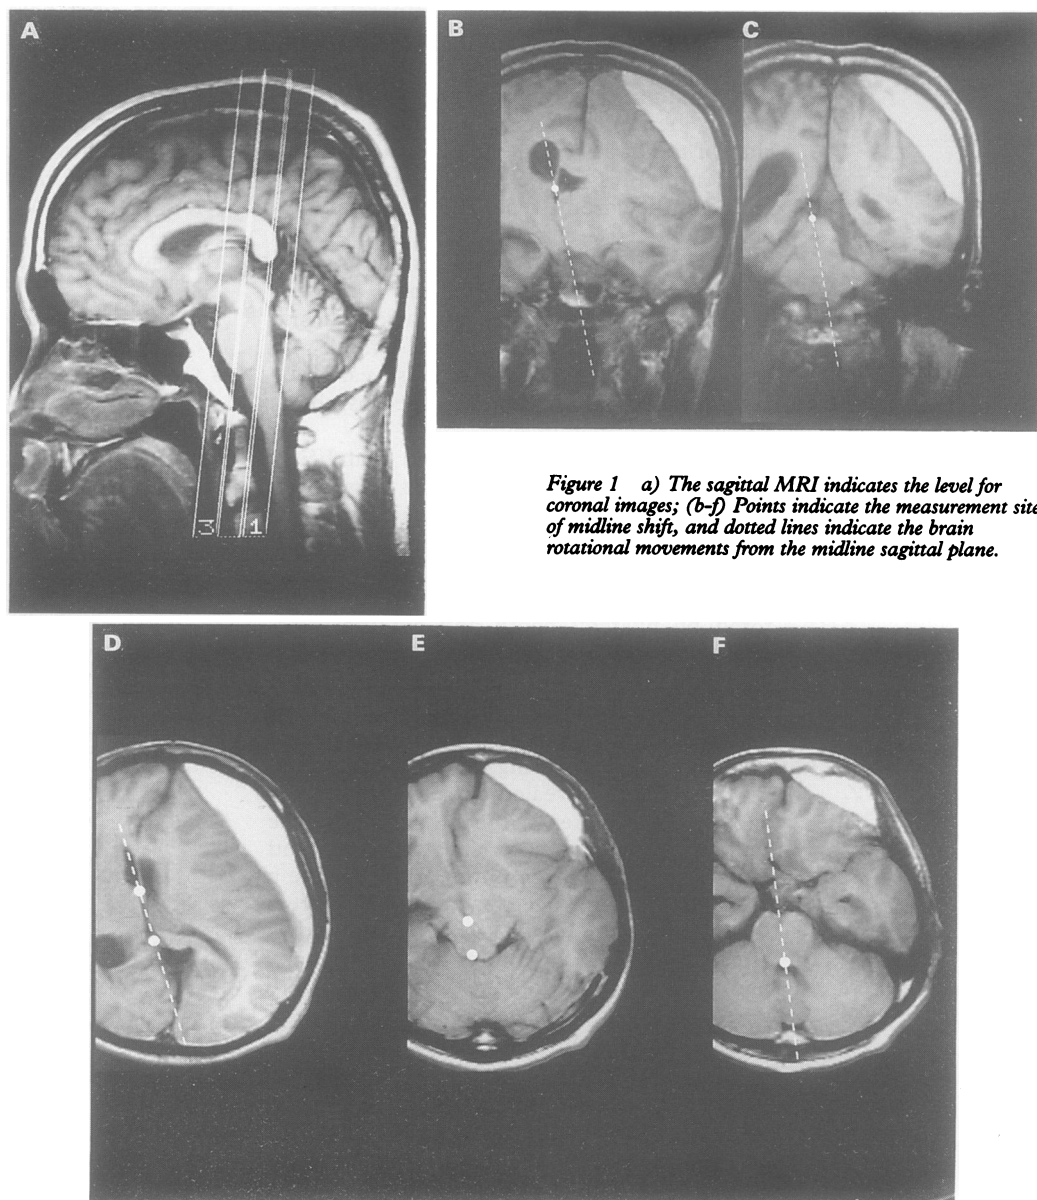 A
B
C
3
1
Figure 1 a) The sagittal MRI indicates the level for
coronal images; (b-f) Points indicate the measurement site
of midline shift, and dotted lines indicate the brain
rotational movements from the midline sagittal plane.
D
E
F